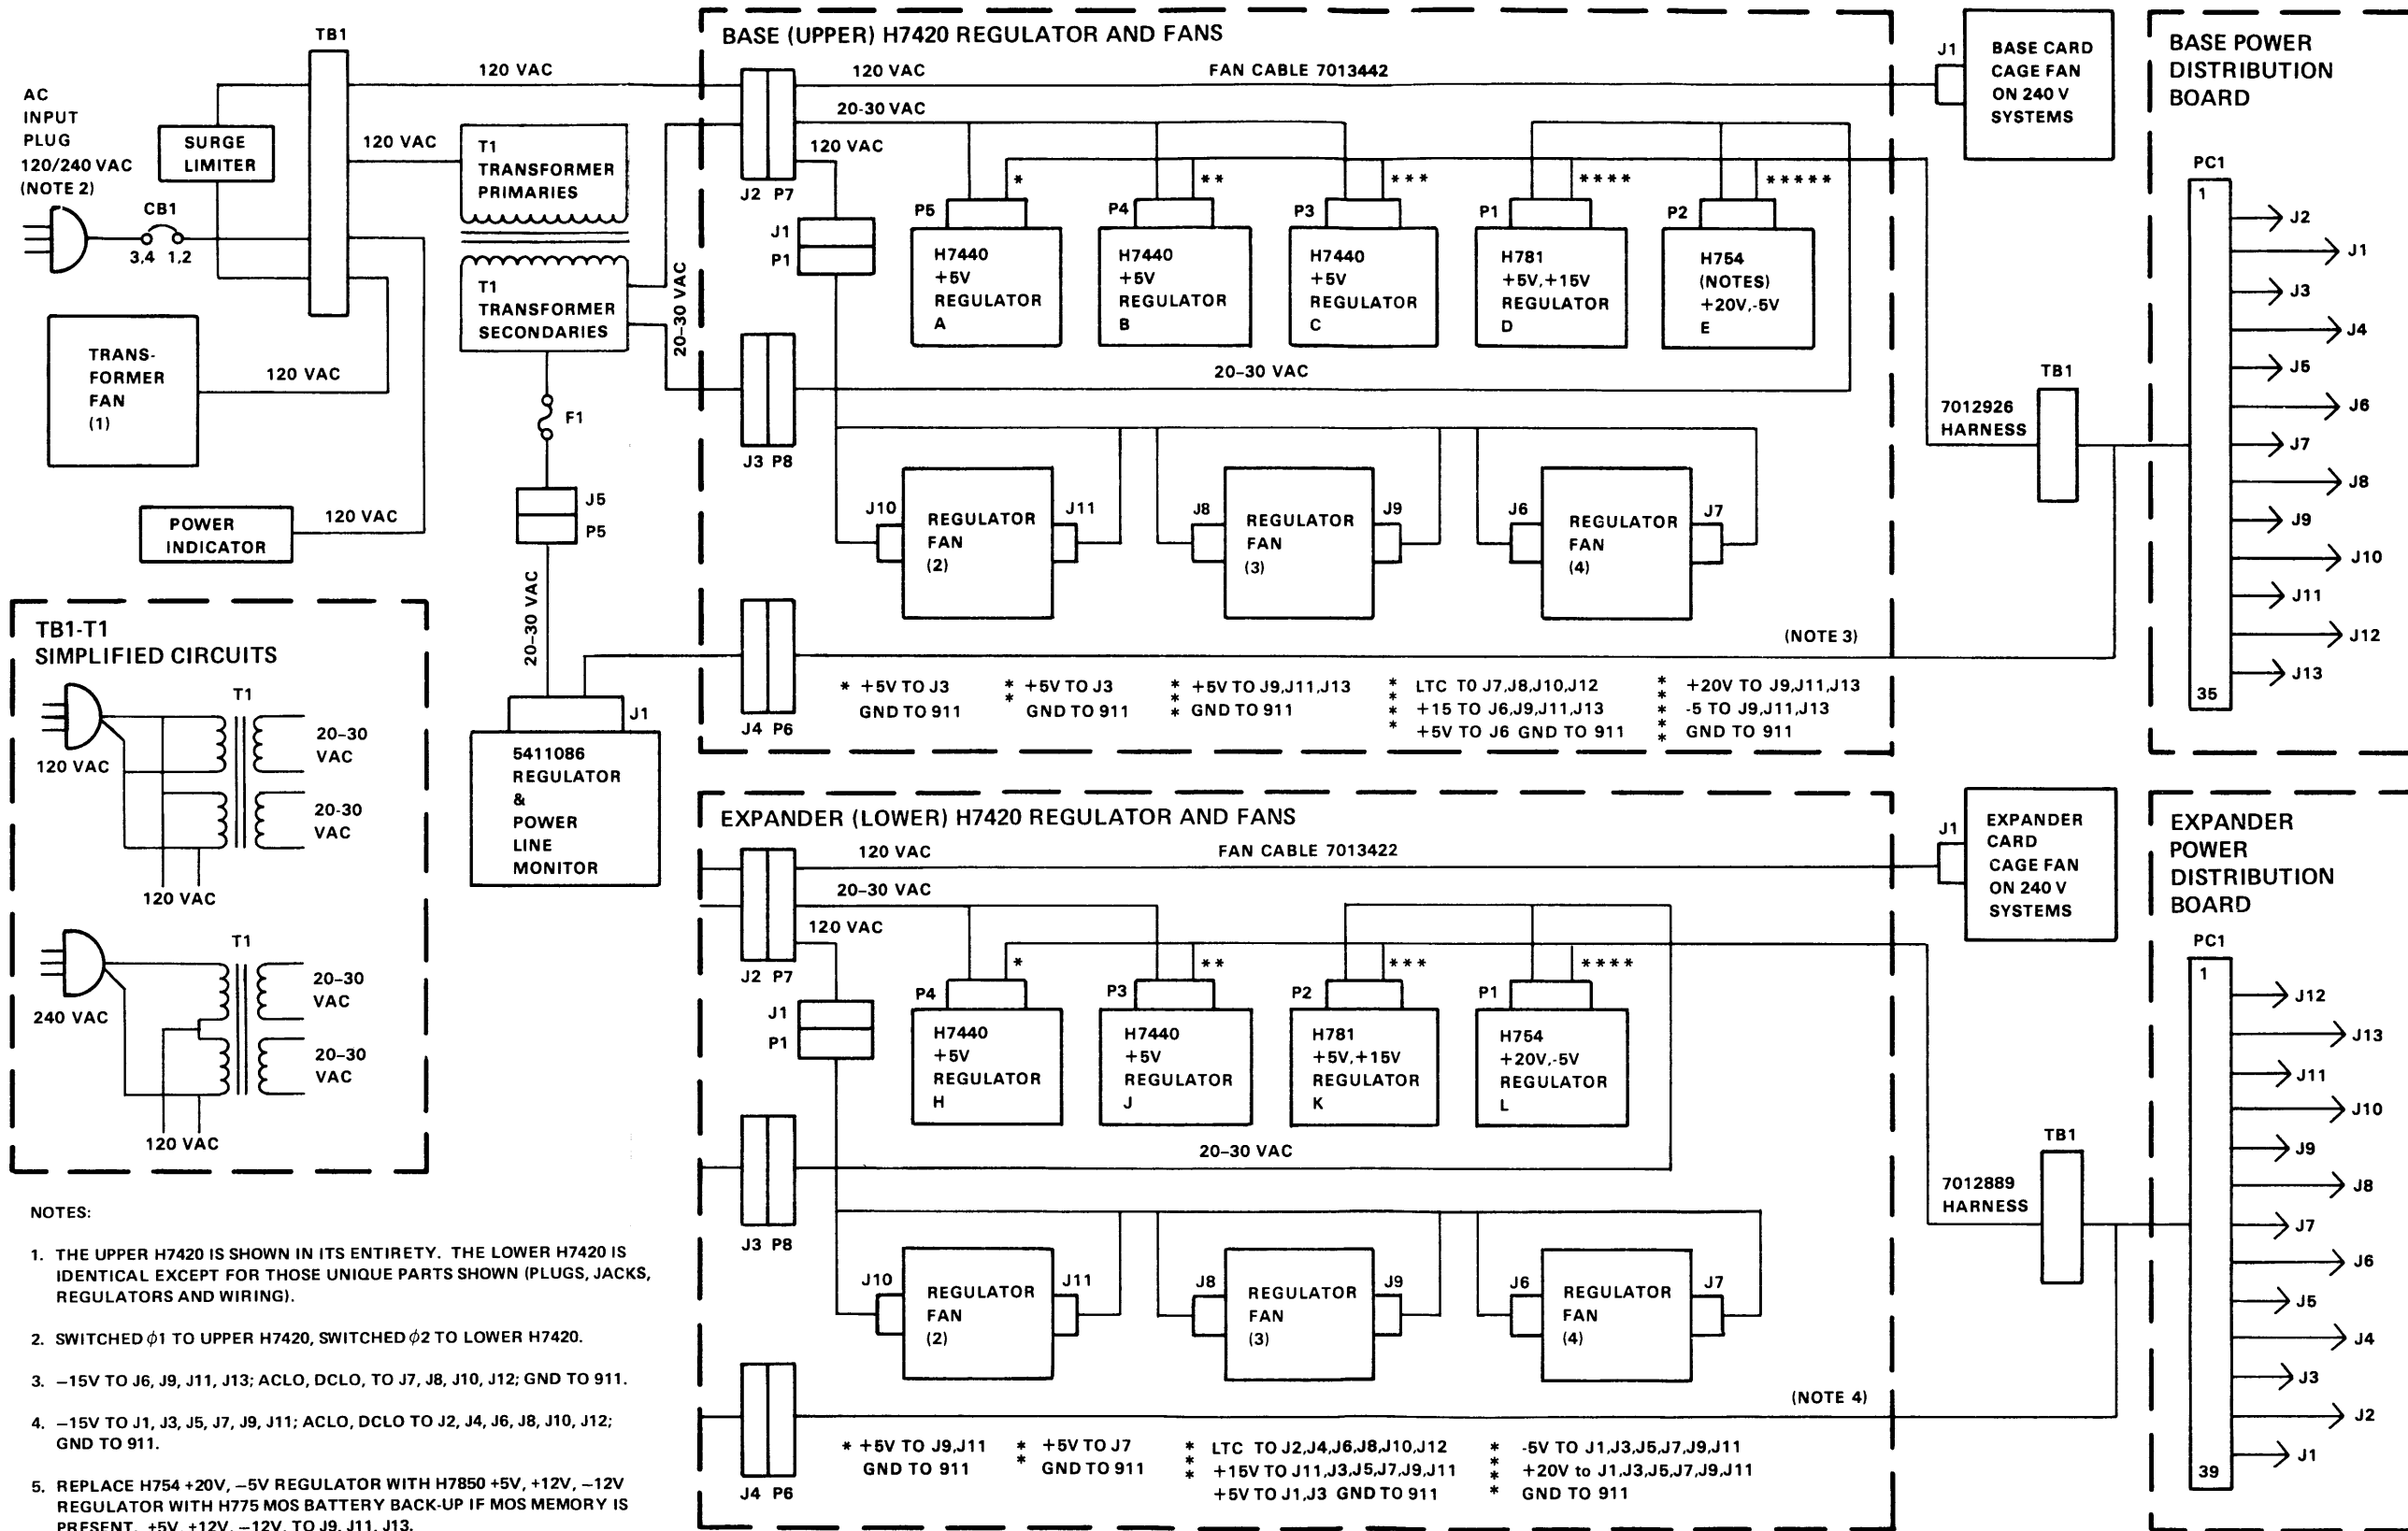 TB1
AC
INPUT
PLUG
120/240 VAC
(NOTE 2)
SURGE
LIMITER
CB1
3,4 1,2
120 VAC
120 VAC
T1
TRANSFORMER
PRIMARIES
T1
TRANSFORMER
SECONDARIES
20-30 VAC
TRANS-
FORMER
FAN
(1)
120 VAC
POWER
INDICATOR
120 VAC
F1
J5
P5
20-30 VAC
J1
5411086
REGULATOR
&
POWER
LINE
MONITOR
BASE (UPPER) H7420 REGULATOR AND FANS
120 VAC
FAN CABLE 7013442
20-30 VAC
120 VAC
J2 P7
J1
P1
*
**
***
****
*****
P5
H7440
+5V
REGULATOR
A
P4
H7440
+5V
REGULATOR
B
P3
H7440
+5V
REGULATOR
C
P1
H781
+5V,+15V
REGULATOR
D
P2
H754
(NOTES)
+20V,-5V
E
20-30 VAC
J3 P8
J10
REGULATOR
FAN
(2)
J11
J8
REGULATOR
FAN
(3)
J9
J6
REGULATOR
FAN
(4)
J7
(NOTE 3)
J4 P6
* +5V TO J3
GND TO 911
** +5V TO J3
GND TO 911
*** +5V TO J9,J11,J13
GND TO 911
**** LTC TO J7,J8,J10,J12
+15 TO J6,J9,J11,J13
+5V TO J6 GND TO 911
***** +20V TO J9,J11,J13
-5 TO J9,J11,J13
GND TO 911
J1
BASE CARD
CAGE FAN
ON 240 V
SYSTEMS
7012926
HARNESS
TB1
BASE POWER
DISTRIBUTION
BOARD
PC1
1
35
J2
J1
J3
J4
J5
J6
J7
J8
J9
J10
J11
J12
J13
TB1-T1
SIMPLIFIED CIRCUITS
T1
120 VAC
20-30
VAC
20-30
VAC
120 VAC
T1
240 VAC
20-30
VAC
20-30
VAC
120 VAC
EXPANDER (LOWER) H7420 REGULATOR AND FANS
120 VAC
FAN CABLE 7013422
20-30 VAC
120 VAC
J2 P7
J1
P1
*
**
***
****
P4
H7440
+5V
REGULATOR
H
P3
H7440
+5V
REGULATOR
J
P2
H781
+5V,+15V
REGULATOR
K
P1
H754
+20V,-5V
REGULATOR
L
20-30 VAC
J3 P8
J10
REGULATOR
FAN
(2)
J11
J8
REGULATOR
FAN
(3)
J9
J6
REGULATOR
FAN
(4)
J7
(NOTE 4)
J4 P6
* +5V TO J9,J11
GND TO 911
** +5V TO J7
GND TO 911
*** LTC TO J2,J4,J6,J8,J10,J12
+15V TO J11,J3,J5,J7,J9,J11
+5V TO J1,J3 GND TO 911
**** -5V TO J1,J3,J5,J7,J9,J11
+20V to J1,J3,J5,J7,J9,J11
GND TO 911
J1
EXPANDER
CARD
CAGE FAN
ON 240 V
SYSTEMS
7012889
HARNESS
TB1
EXPANDER
POWER
DISTRIBUTION
BOARD
PC1
1
39
J12
J13
J11
J10
J9
J8
J7
J6
J5
J4
J3
J2
J1
NOTES:
1. THE UPPER H7420 IS SHOWN IN ITS ENTIRETY. THE LOWER H7420 IS
IDENTICAL EXCEPT FOR THOSE UNIQUE PARTS SHOWN (PLUGS, JACKS,
REGULATORS AND WIRING).
2. SWITCHED ϕ1 TO UPPER H7420, SWITCHED ϕ2 TO LOWER H7420.
3. –15V TO J6, J9, J11, J13; ACLO, DCLO, TO J7, J8, J10, J12; GND TO 911.
4. –15V TO J1, J3, J5, J7, J9, J11; ACLO, DCLO TO J2, J4, J6, J8, J10, J12;
GND TO 911.
5. REPLACE H754 +20V, –5V REGULATOR WITH H7850 +5V, +12V, –12V
REGULATOR WITH H775 MOS BATTERY BACK-UP IF MOS MEMORY IS
PRESENT. +5V, +12V, –12V, TO J9, J11, J13.